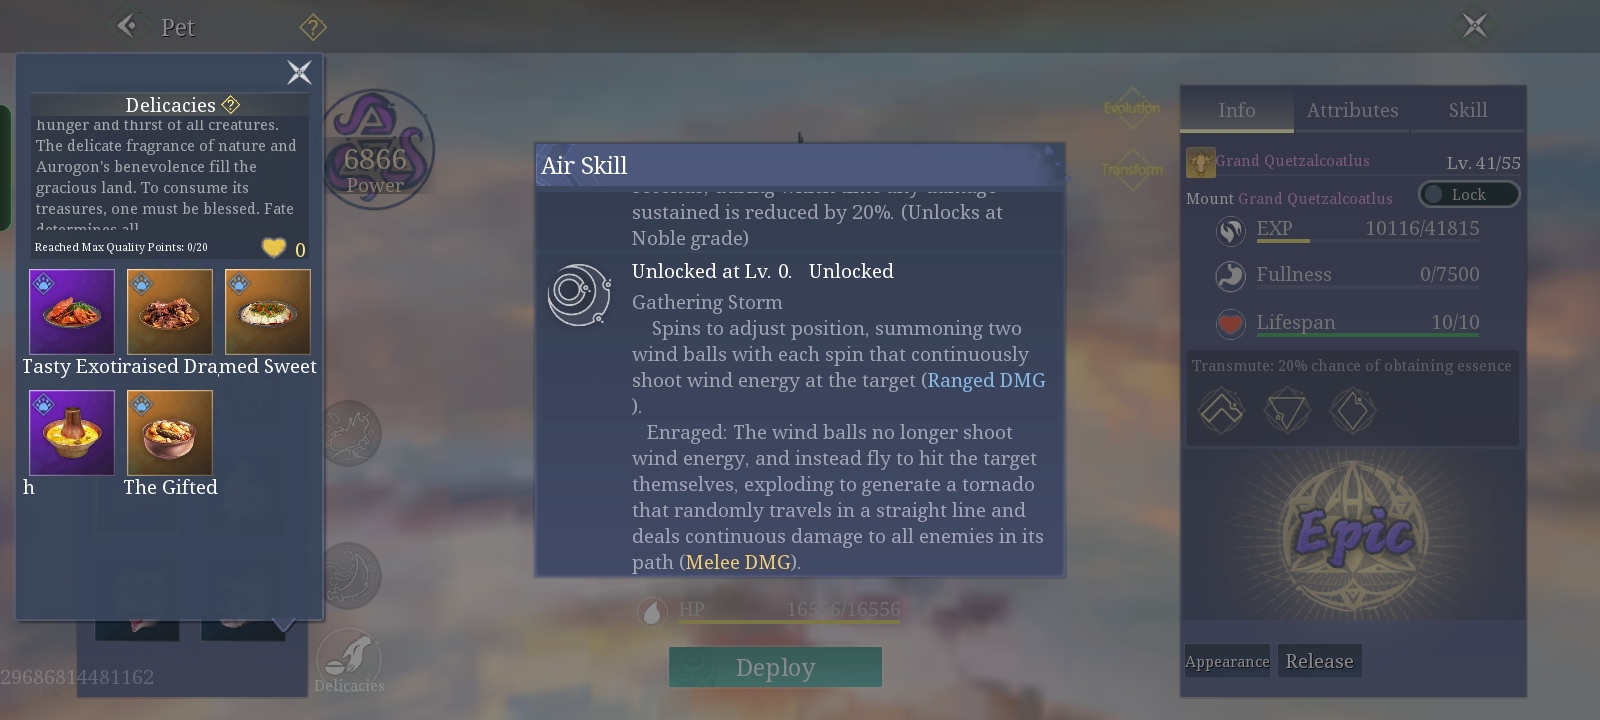 Pet
Delicacies
hunger and thirst of all creatures.
The delicate fragrance of nature and
Aurogon's benevolence fill the
gracious land. To consume its
treasures, one must be blessed. Fate
determines all.
Reached Max Quality Points: 0/20
0
Tasty Exotiraised Dramed Sweet
h
The Gifted
6866
Power
Delicacies
29686814481162
Air Skill
sustained is reduced by 20%. (Unlocks at
Noble grade)
Unlocked at Lv. 0. Unlocked
Gathering Storm
Spins to adjust position, summoning two
wind balls with each spin that continuously
shoot wind energy at the target (Ranged DMG
).
Enraged: The wind balls no longer shoot
wind energy, and instead fly to hit the target
themselves, exploding to generate a tornado
that randomly travels in a straight line and
deals continuous damage to all enemies in its
path (Melee DMG).
HP 16556/16556
Deploy
Evolution
Transform
Info Attributes Skill
Grand Quetzalcoatlus Lv. 41/55
Mount Grand Quetzalcoatlus Lock
EXP 10116/41815
Fullness 0/7500
Lifespan 10/10
Transmute: 20% chance of obtaining essence
Epic
Appearance Release